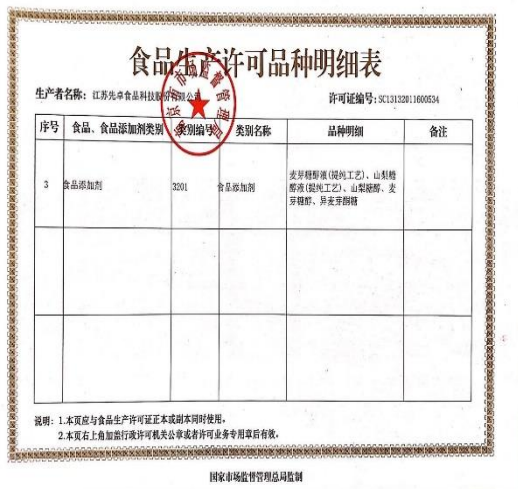 食品生产许可品种明细表
生产者名称：江苏先卓食品科技股份有限公司
许可证编号：SC13132011600534
序号 食品、食品添加剂类别 类别编号 类别名称 品种明细 备注
3 食品添加剂 3201 食品添加剂 麦芽糖醇液(提纯工艺)、山梨糖
醇液(提纯工艺)、山梨糖醇、麦
芽糖醇、异麦芽酮糖
说明：1.本页应与食品生产许可证正本或副本同时使用。
2.本页右上角加盖行政许可机关公章或者许可业务专用章后有效。
国家市场监督管理总局监制